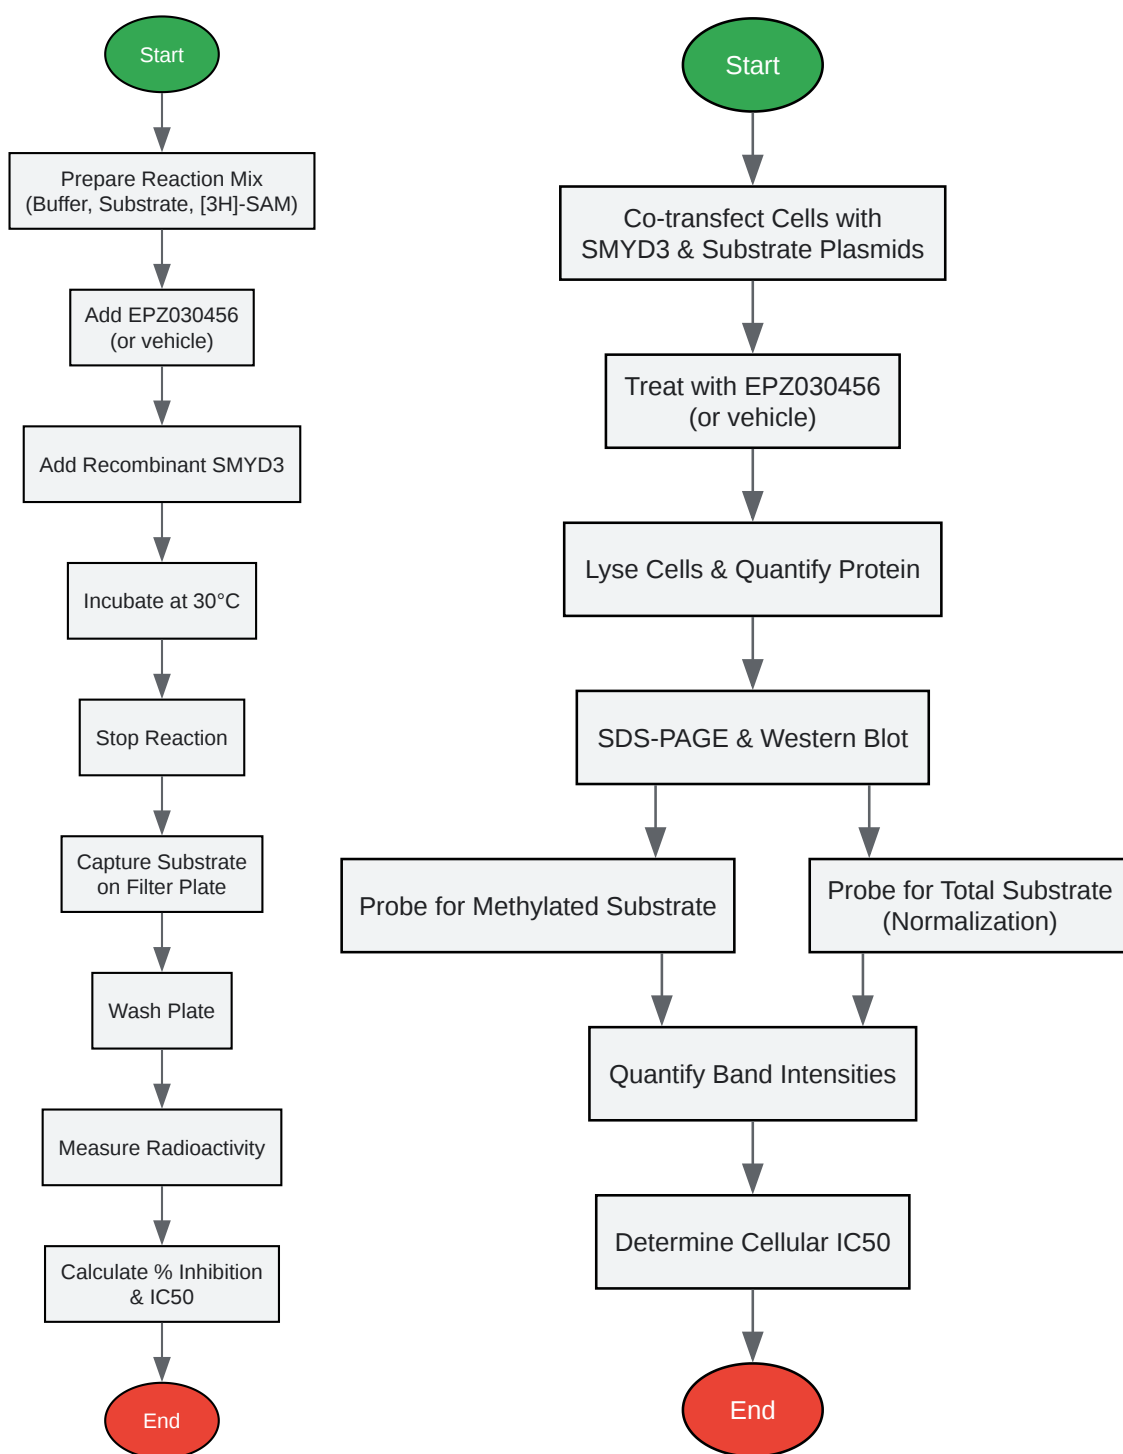 Start
Prepare Reaction Mix
(Buffer, Substrate, [3H]-SAM)
Add EPZ030456
(or vehicle)
Add Recombinant SMYD3
Incubate at 30°C
Stop Reaction
Capture Substrate
on Filter Plate
Wash Plate
Measure Radioactivity
Calculate % Inhibition
& IC50
End
Start
Co-transfect Cells with
SMYD3 & Substrate Plasmids
Treat with EPZ030456
(or vehicle)
Lyse Cells & Quantify Protein
SDS-PAGE & Western Blot
Probe for Methylated Substrate
Probe for Total Substrate
(Normalization)
Quantify Band Intensities
Determine Cellular IC50
End